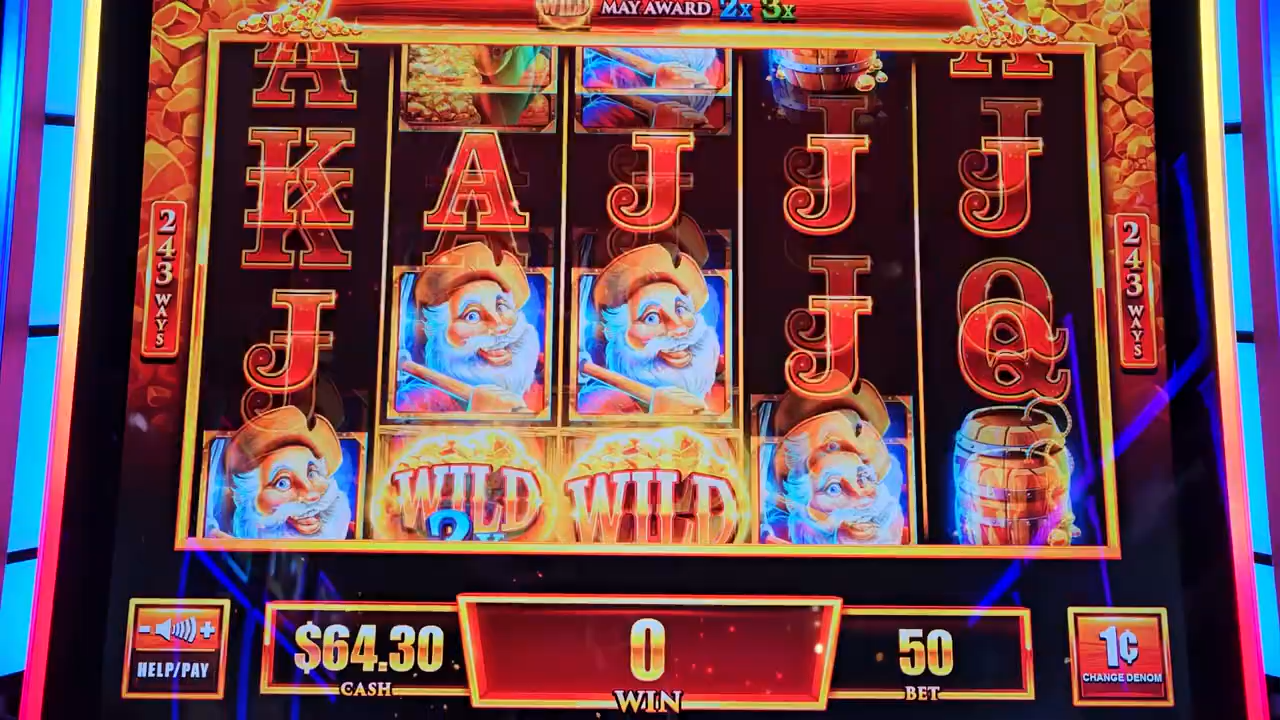 WILD MAY AWARD 2x 3x
A A
K A J J J
243 WAYS
243 WAYS
J J Q
WILD WILD
2X
- +
HELP/PAY
$64.30
CASH
0
WIN
50
BET
1¢
CHANGE DENOM